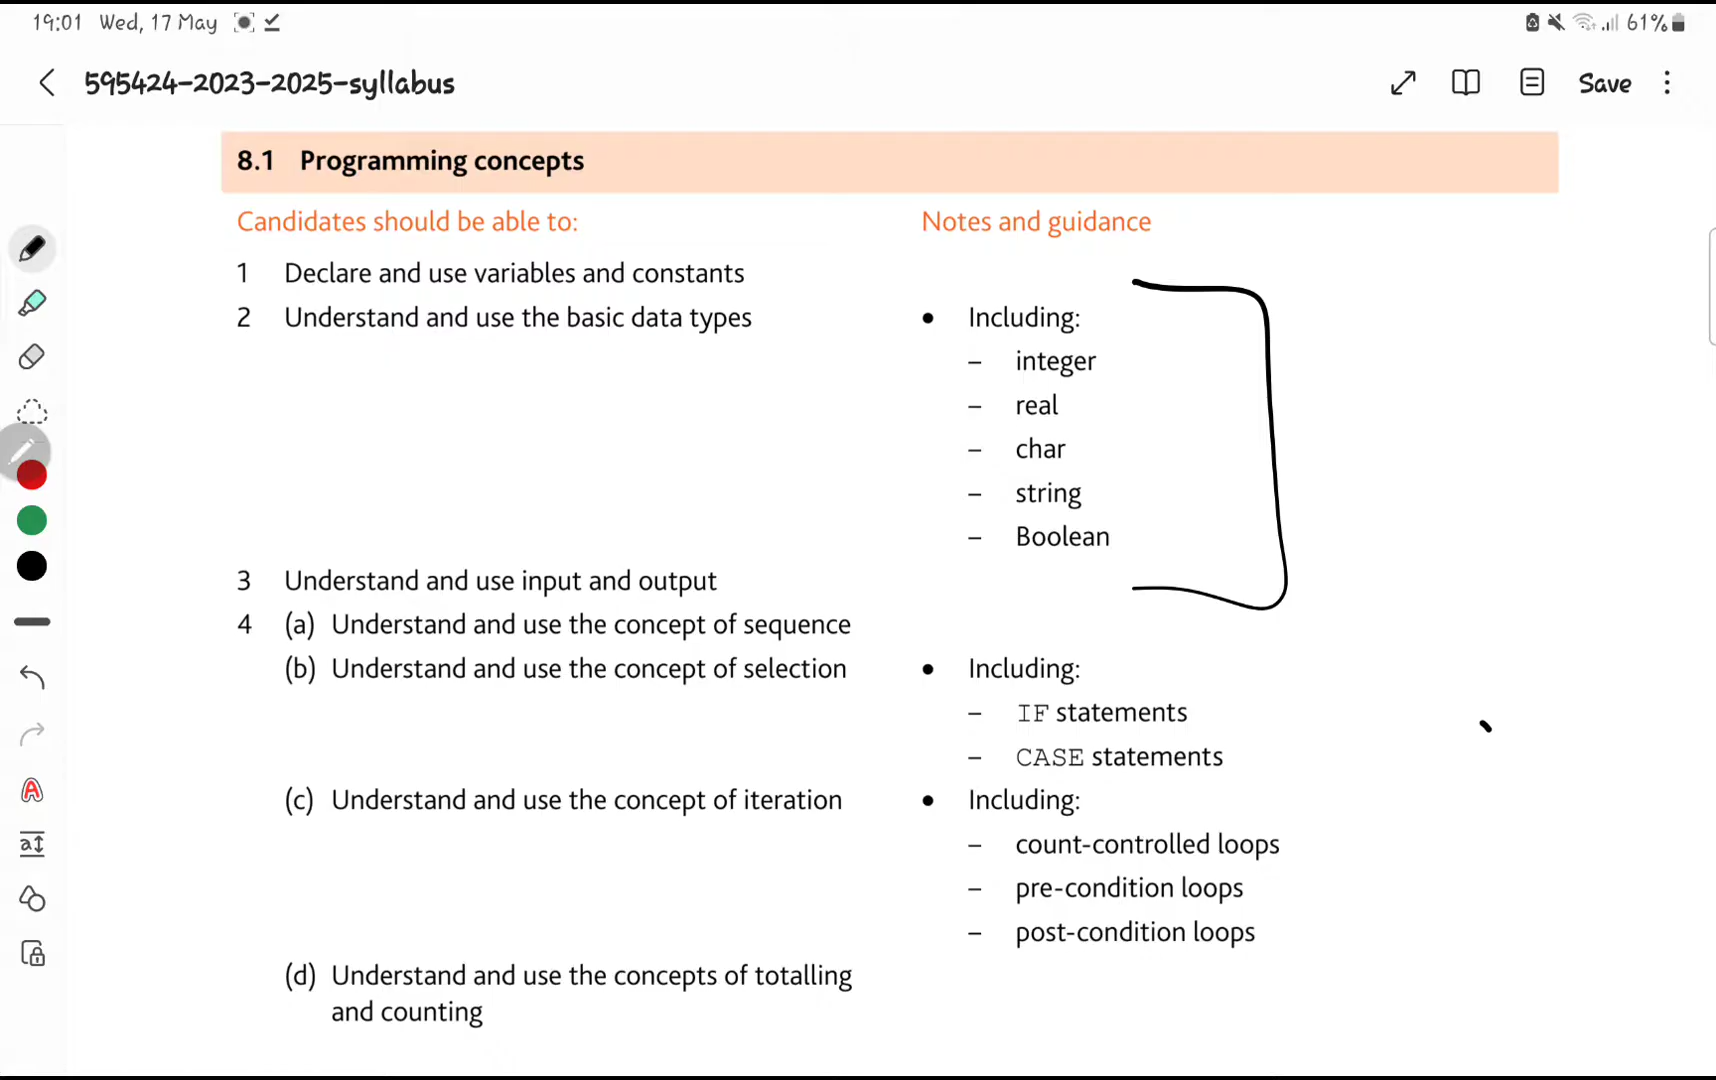 19:01 Wed, 17 May
61%
595424-2023-2025-syllabus
Save
8.1 Programming concepts
Candidates should be able to:
Notes and guidance
1 Declare and use variables and constants
2 Understand and use the basic data types
• Including:
– integer
– real
– char
– string
– Boolean
3 Understand and use input and output
4 (a) Understand and use the concept of sequence
(b) Understand and use the concept of selection
• Including:
– IF statements
– CASE statements
(c) Understand and use the concept of iteration
• Including:
– count-controlled loops
– pre-condition loops
– post-condition loops
(d) Understand and use the concepts of totalling
and counting